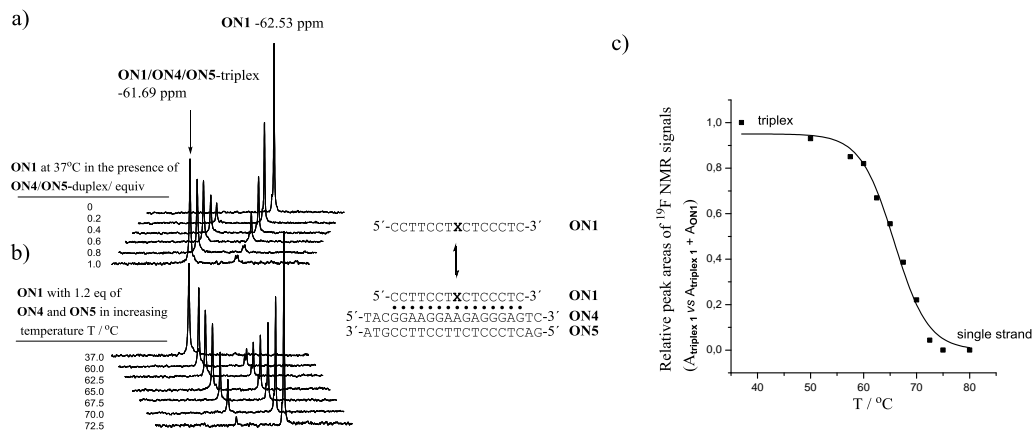 a)
ON1 -62.53 ppm
ON1/ON4/ON5-triplex
-61.69 ppm
ON1 at 37°C in the presence of
ON4/ON5-duplex/ equiv
0
0.2
0.4
0.6
0.8
1.0
b)
ON1 with 1.2 eq of
ON4 and ON5 in increasing
temperature T / °C
37.0
60.0
62.5
65.0
67.5
70.0
72.5
5´-CCTTCCTXCTCCCTC-3´ ON1
5´-CCTTCCTXCTCCCTC-3´ ON1
5´-TACGGAAGGAAGAGGGAGTC-3´ ON4
3´-ATGCCTTCCTTCTCCCTCAG-5´ ON5
c)
Relative peak areas of ¹⁹F NMR signals
(A triplex 1 vs A triplex 1 + A ON1)
1,0
0,8
0,6
0,4
0,2
0,0
triplex
single strand
40 50 60 70 80
T / °C